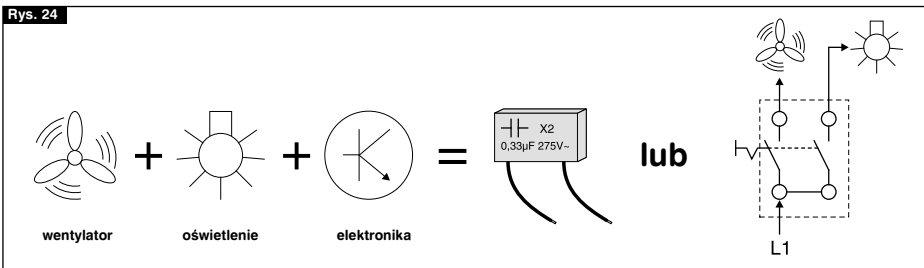 Rys. 24
X2
0,33µF 275V~
+ + = lub
wentylator oświetlenie elektronika
L1